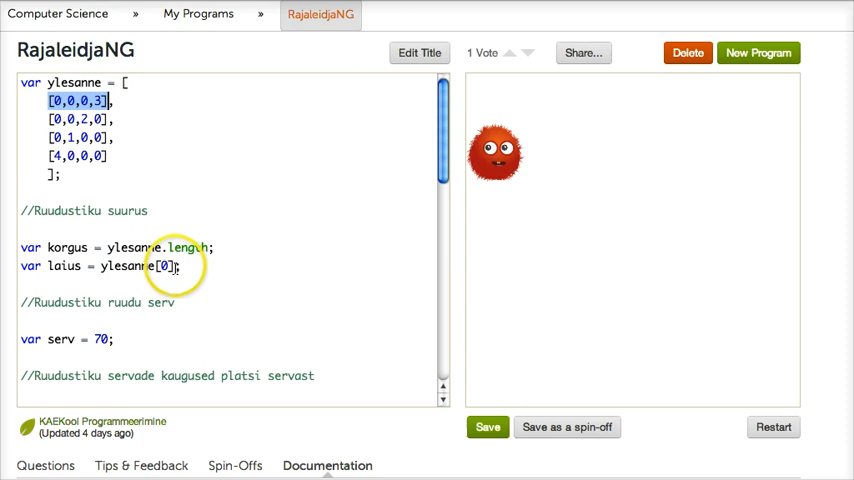 Computer Science » My Programs » RajaleidjaNG
RajaleidjaNG
Edit Title
1 Vote
Share...
Delete
New Program
var ylesanne = [
[0,0,0,3],
[0,0,2,0],
[0,1,0,0],
[4,0,0,0]
];
//Ruudustiku suurus
var korgus = ylesanne.length;
var laius = ylesanne[0];
//Ruudustiku ruudu serv
var serv = 70;
//Ruudustiku servade kaugused platsi servast
KAEKool Programmeerimine
(Updated 4 days ago)
Save
Save as a spin-off
Restart
Questions Tips & Feedback Spin-Offs Documentation